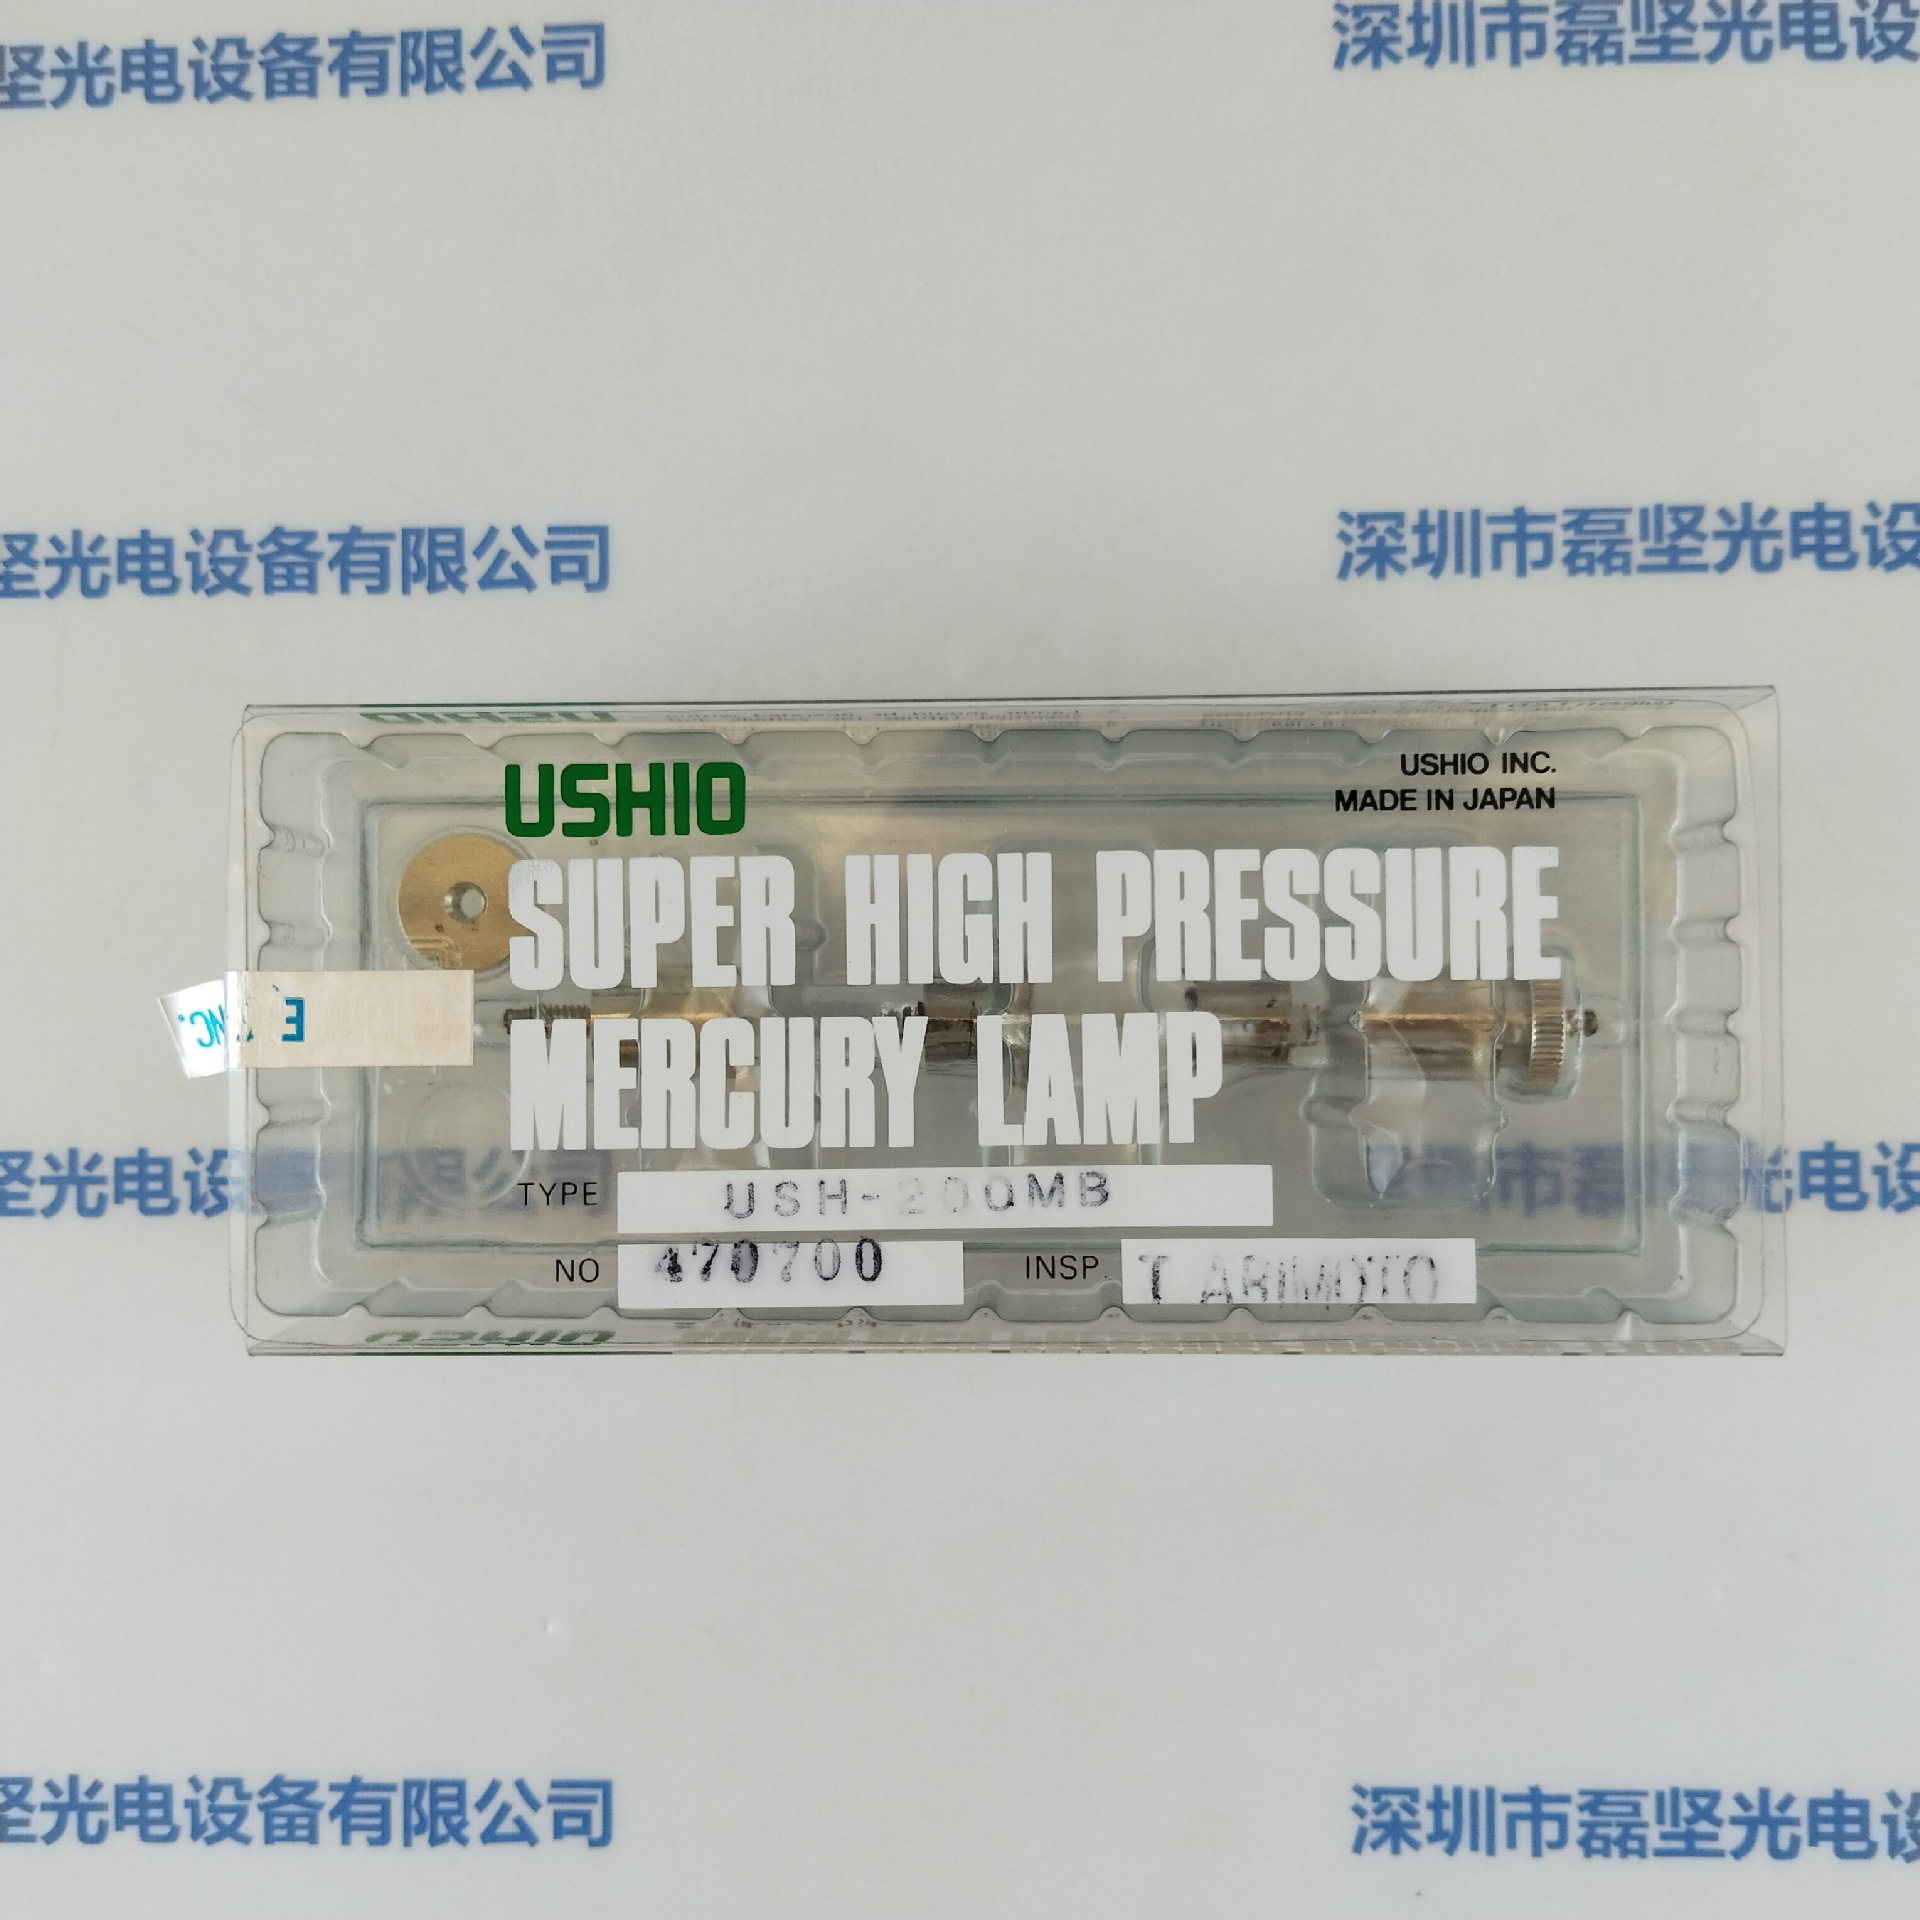 坚光电设备有限公司
深圳市磊坚光电设
坚光电设备有限公司
深圳市磊坚光电设
USHIO
USHIO INC.
MADE IN JAPAN
SUPER HIGH PRESSURE
MERCURY LAMP
TYPE USH-200MB
NO 470700 INSP. T ARIMOTO
坚光电设
磊坚光电设
坚光电设备有限公司
深圳市磊坚光电设